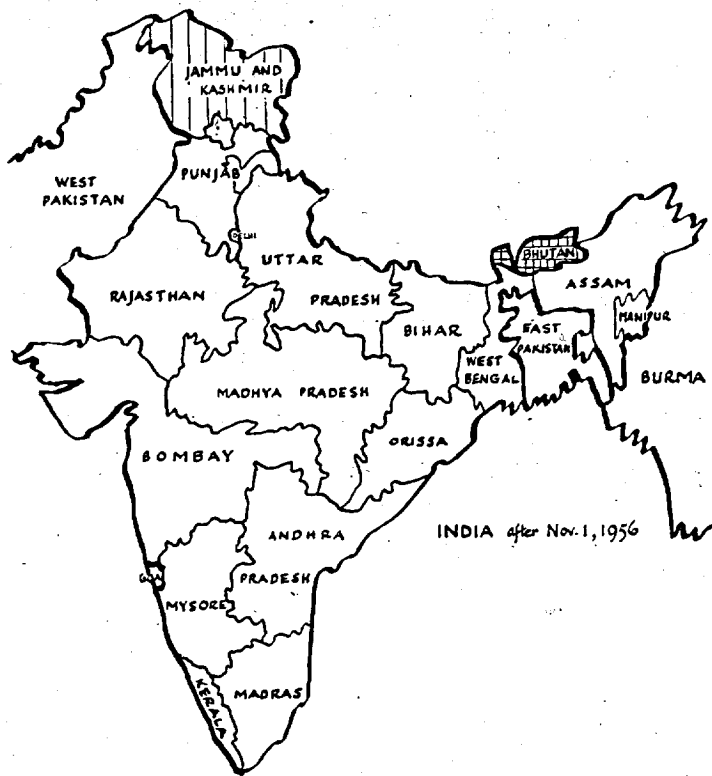 JAMMU AND
KASHMIR
PUNJAB
WEST
PAKISTAN
DELHI
UTTAR
PRADESH
RAJASTHAN
BHUTAN
ASSAM
MANIPUR
BIHAR
EAST
PAKISTAN
WEST
BENGAL
BURMA
MADHYA PRADESH
ORISSA
BOMBAY
INDIA after Nov. 1, 1956
ANDHRA
PRADESH
GOA
MYSORE
KERALA
MADRAS